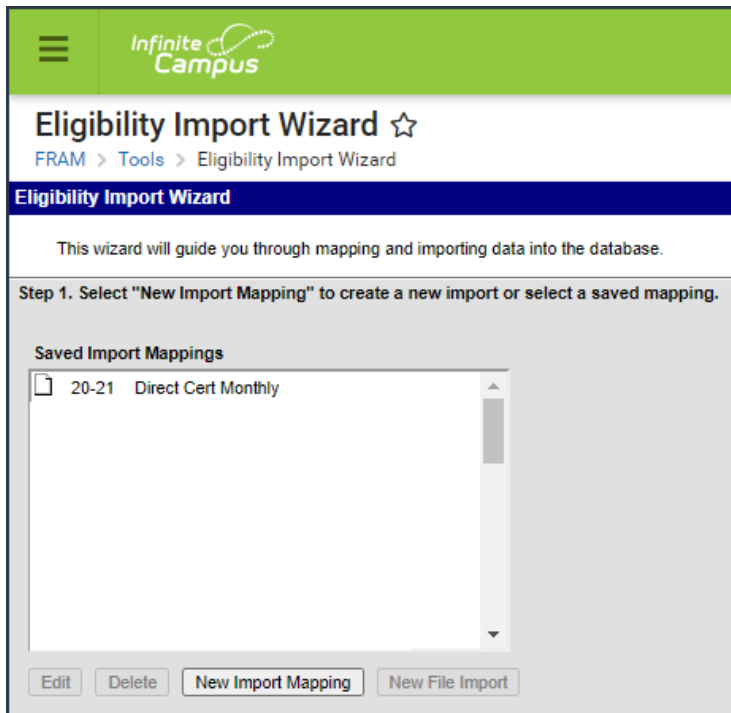 Infinite
Campus
Eligibility Import Wizard
FRAM > Tools > Eligibility Import Wizard
Eligibility Import Wizard
This wizard will guide you through mapping and importing data into the database.
Step 1. Select "New Import Mapping" to create a new import or select a saved mapping.
Saved Import Mappings
20-21 Direct Cert Monthly
Edit Delete New Import Mapping New File Import